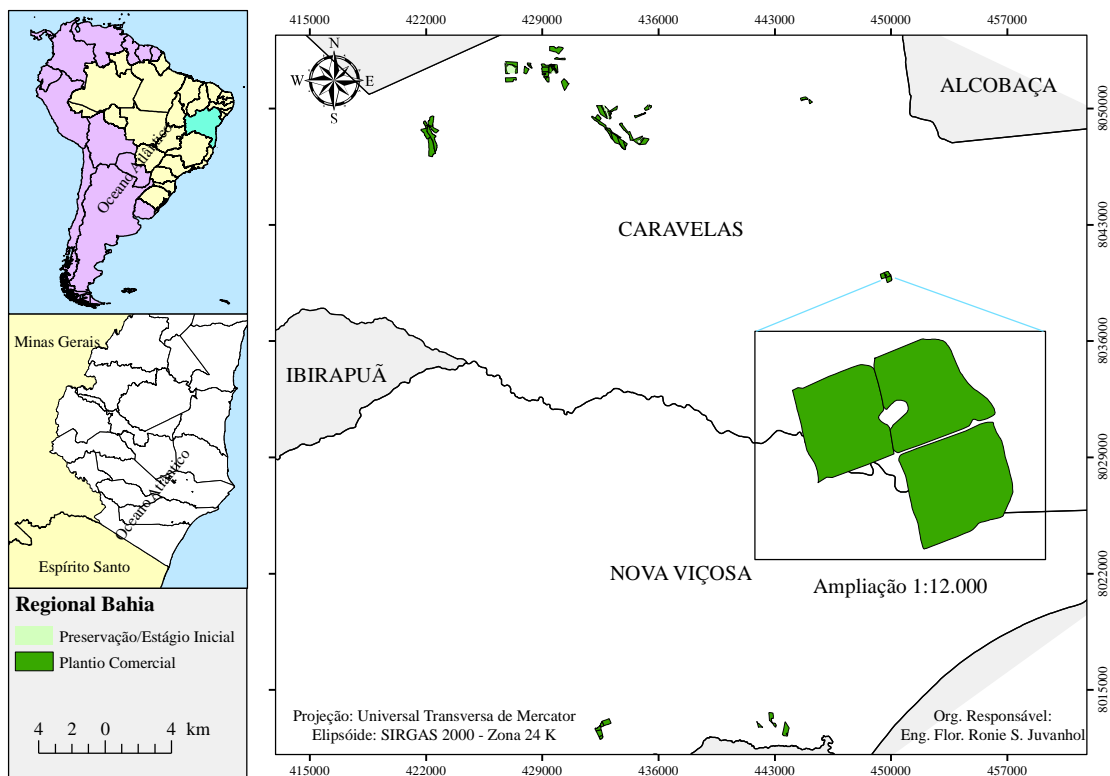 Oceano Atlântico
Minas Gerais
Oceano Atlântico
Espírito Santo
Regional Bahia
Preservação/Estágio Inicial
Plantio Comercial
4 2 0 4 km
415000 422000 429000 436000 443000 450000 457000
N
W E
S
ALCOBAÇA
CARAVELAS
IBIRAPUÃ
NOVA VIÇOSA
Ampliação 1:12.000
Projeção: Universal Transversa de Mercator
Elipsóide: SIRGAS 2000 - Zona 24 K
Org. Responsável:
Eng. Flor. Ronie S. Juvanhol
8050000
8043000
8036000
8029000
8022000
8015000
415000 422000 429000 436000 443000 450000 457000